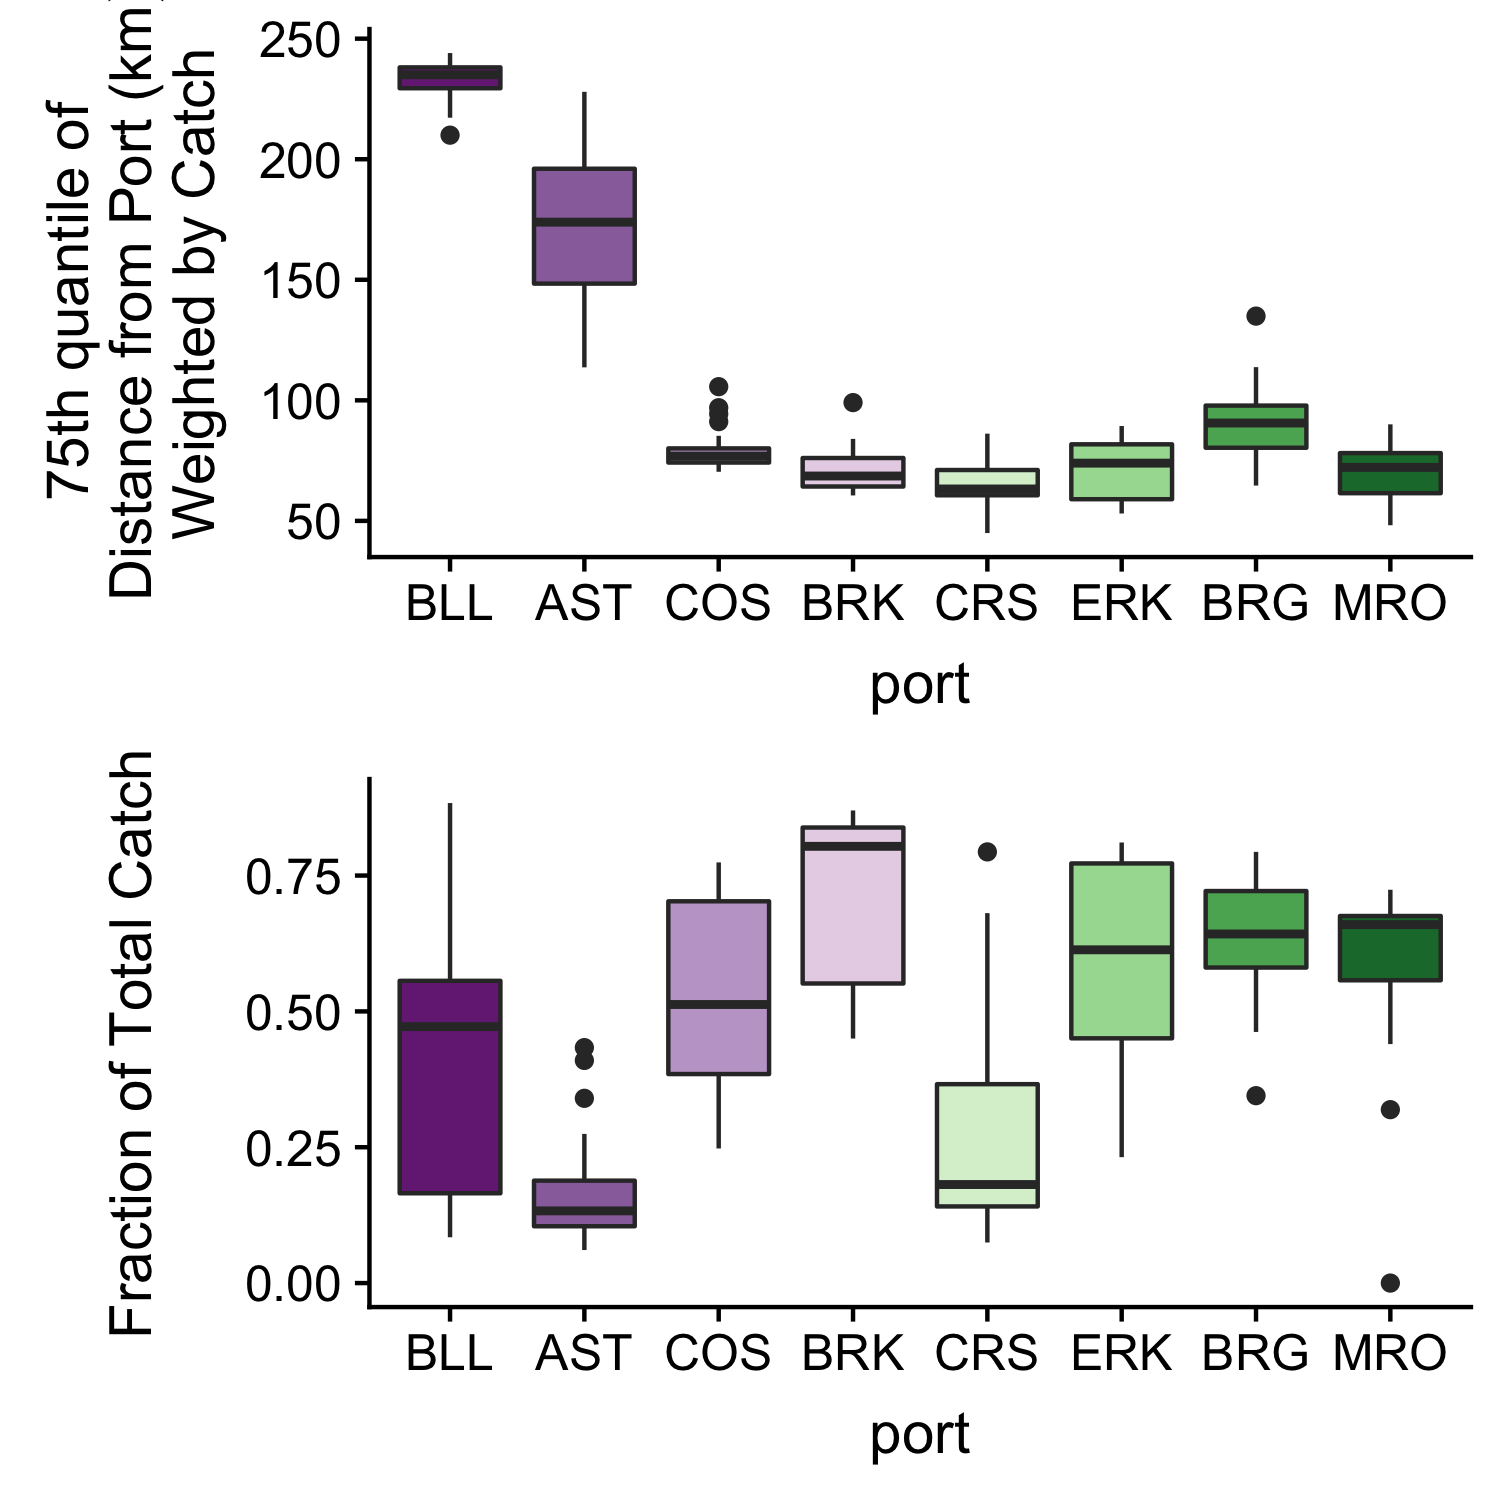 75th quantile of
Distance from Port (km)
Weighted by Catch
250
200
150
100
50
BLL AST COS BRK CRS ERK BRG MRO
port
Fraction of Total Catch
0.75
0.50
0.25
0.00
BLL AST COS BRK CRS ERK BRG MRO
port